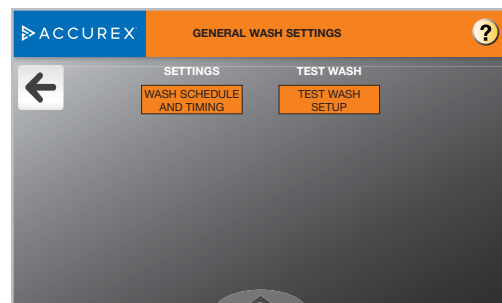 ACCUREX
GENERAL WASH SETTINGS
?
SETTINGS
TEST WASH
WASH SCHEDULE
AND TIMING
TEST WASH
SETUP